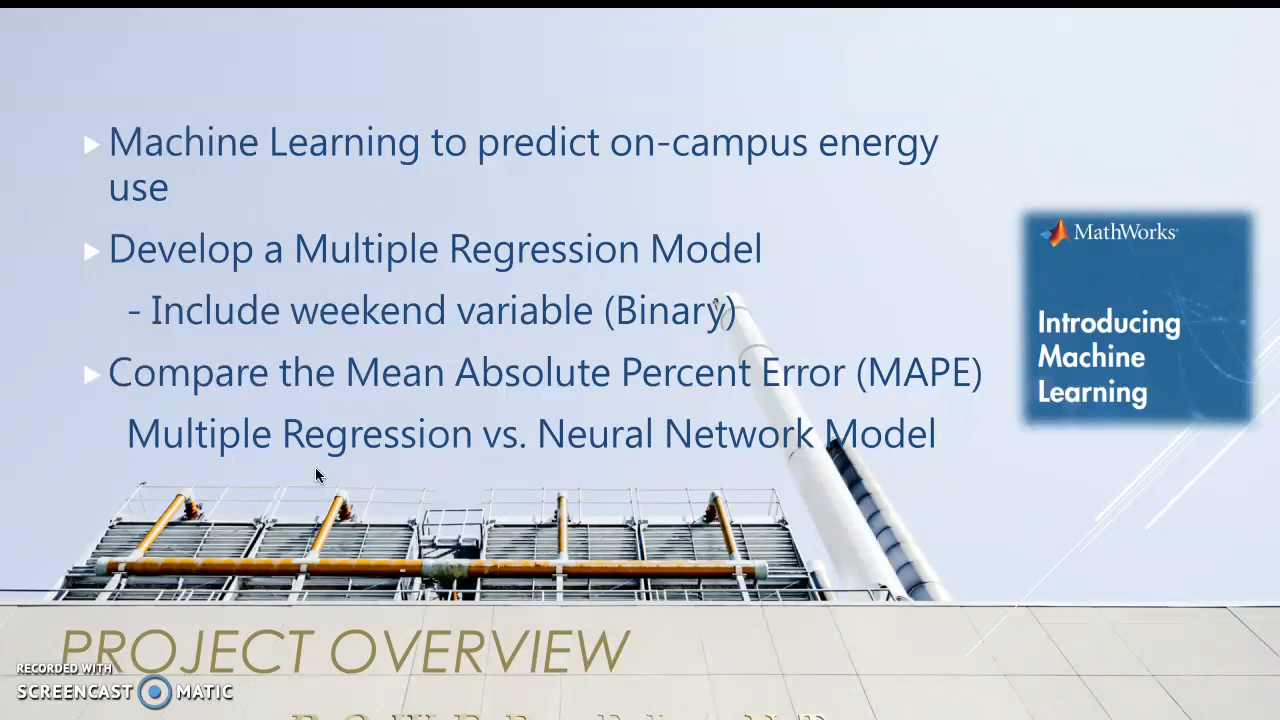 Machine Learning to predict on-campus energy
use
Develop a Multiple Regression Model
- Include weekend variable (Binary)
Compare the Mean Absolute Percent Error (MAPE)
Multiple Regression vs. Neural Network Model
MathWorks
Introducing
Machine
Learning
PROJECT OVERVIEW
RECORDED WITH
SCREENCAST MATIC